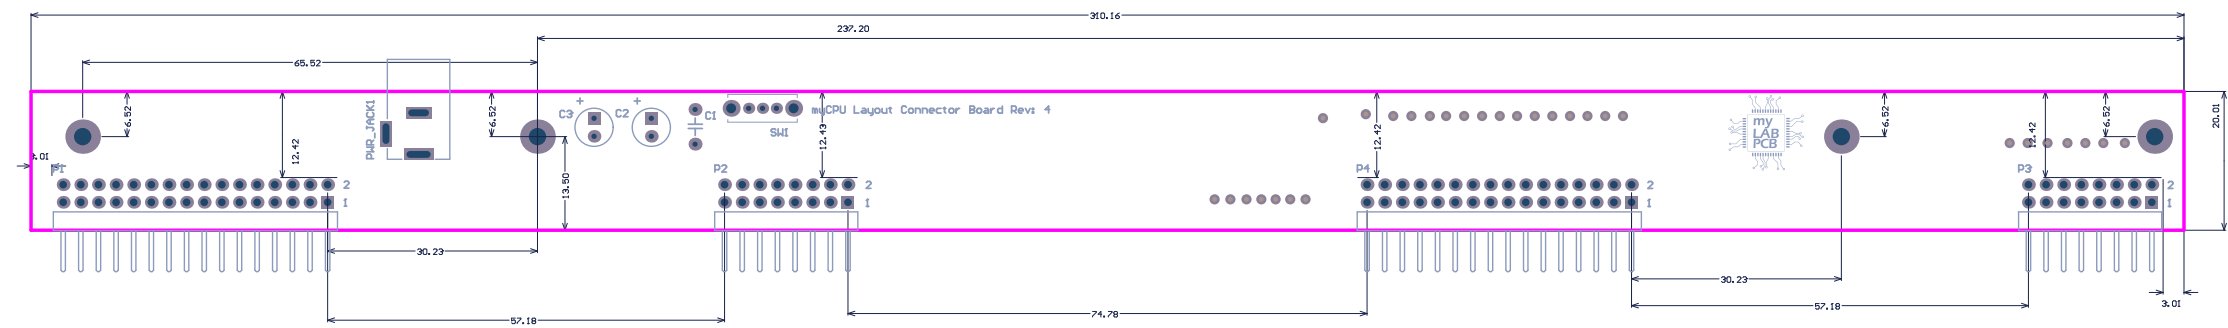 310.16
237.20
65.52
6.52
PWR_JACK1
6.52
+
C3
+
C2
C1
SW1
myCPU Layout Connector Board Rev: 4
12.43
12.42
my
LAB
PCB
6.52
12.42
6.52
20.01
3.01
P1
12.42
13.50
P2
P4
P3
2
1
2
1
2
1
2
1
30.23
30.23
57.18
74.78
57.18
3.01